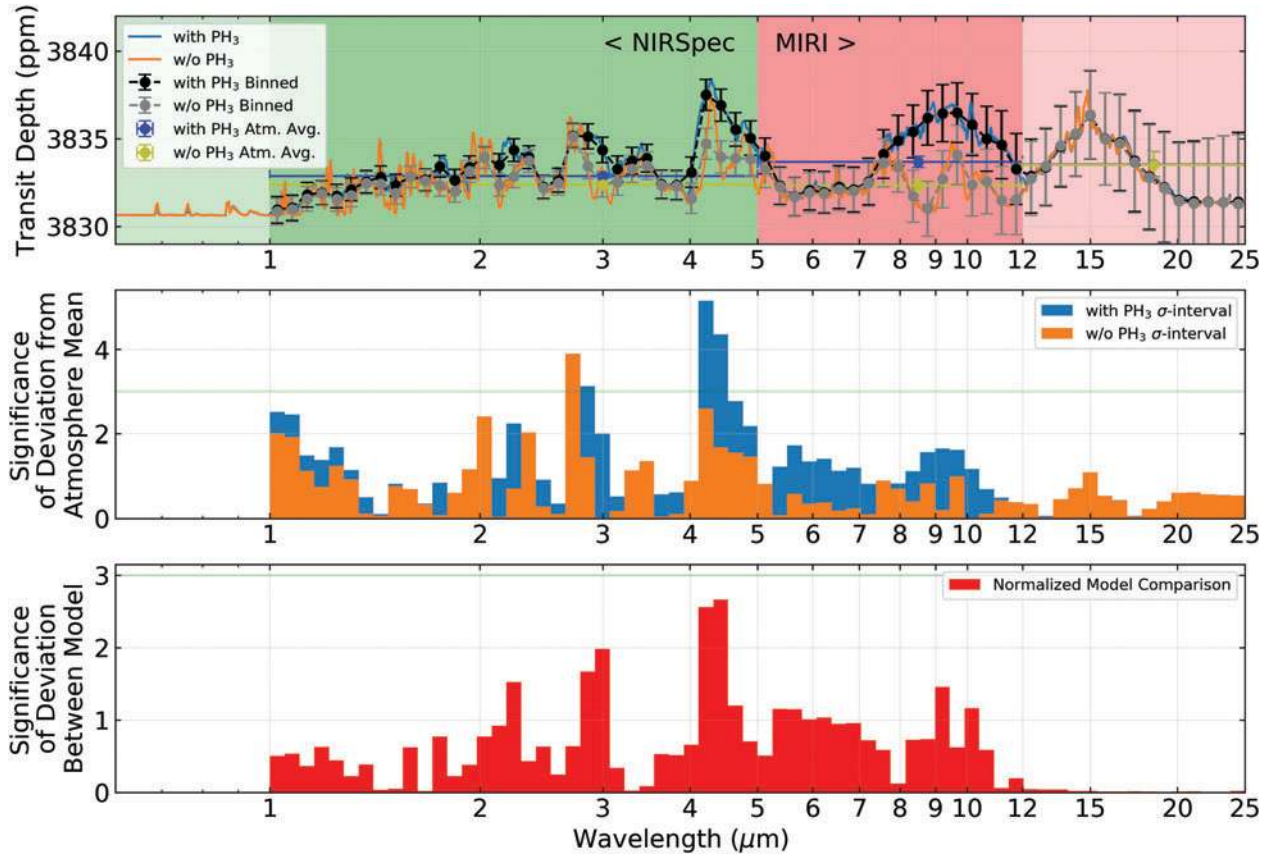 Transit Depth (ppm)
3840
3835
3830
with PH₃
w/o PH₃
with PH₃ Binned
w/o PH₃ Binned
with PH₃ Atm. Avg.
w/o PH₃ Atm. Avg.
< NIRSpec MIRI >
1 2 3 4 5 6 7 8 9 10 12 15 20 25
Significance
of Deviation from
Atmosphere Mean
4
2
0
with PH₃ σ-interval
w/o PH₃ σ-interval
1 2 3 4 5 6 7 8 9 10 12 15 20 25
Significance
of Deviation
Between Model
3
2
1
0
Normalized Model Comparison
1 2 3 4 5 6 7 8 9 10 12 15 20 25
Wavelength (μm)